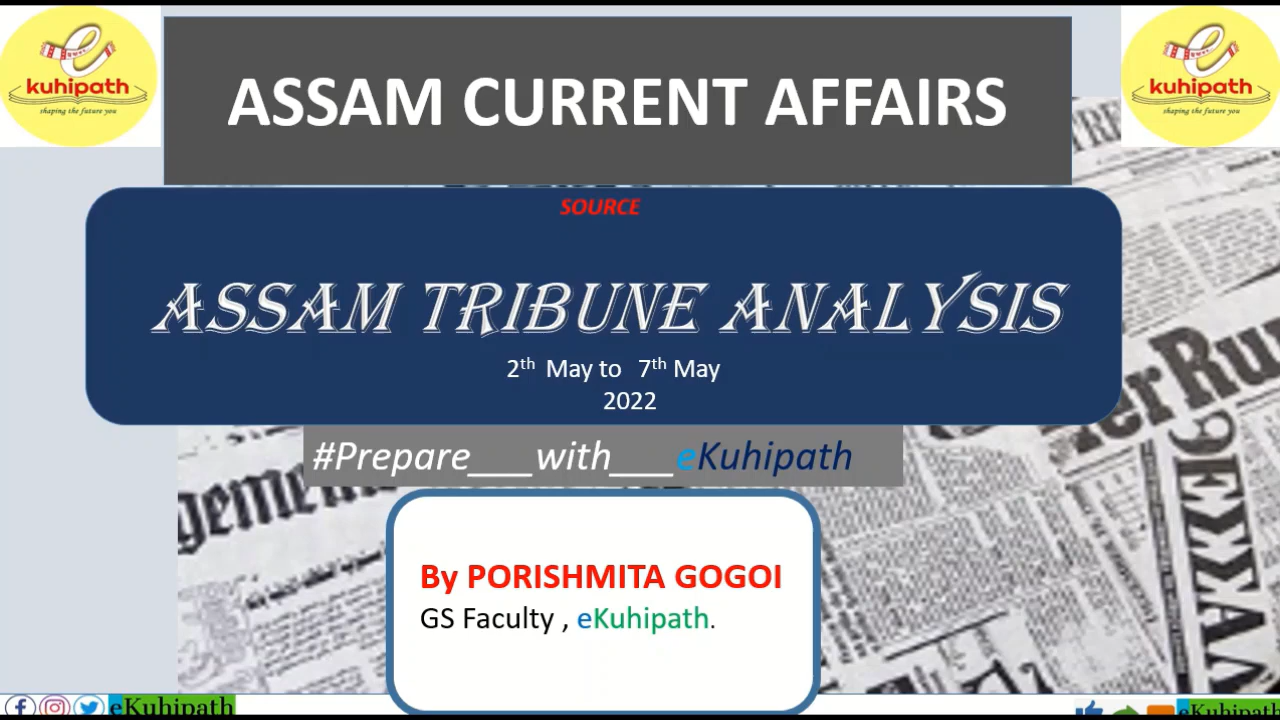 kuhipath
shaping the future you
kuhipath
shaping the future you
ASSAM CURRENT AFFAIRS
SOURCE
ASSAM TRIBUNE ANALYSIS
2th May to 7th May
2022
#Prepare___with___eKuhipath
By PORISHMITA GOGOI
GS Faculty , eKuhipath.
eKuhipath
eKuhipath